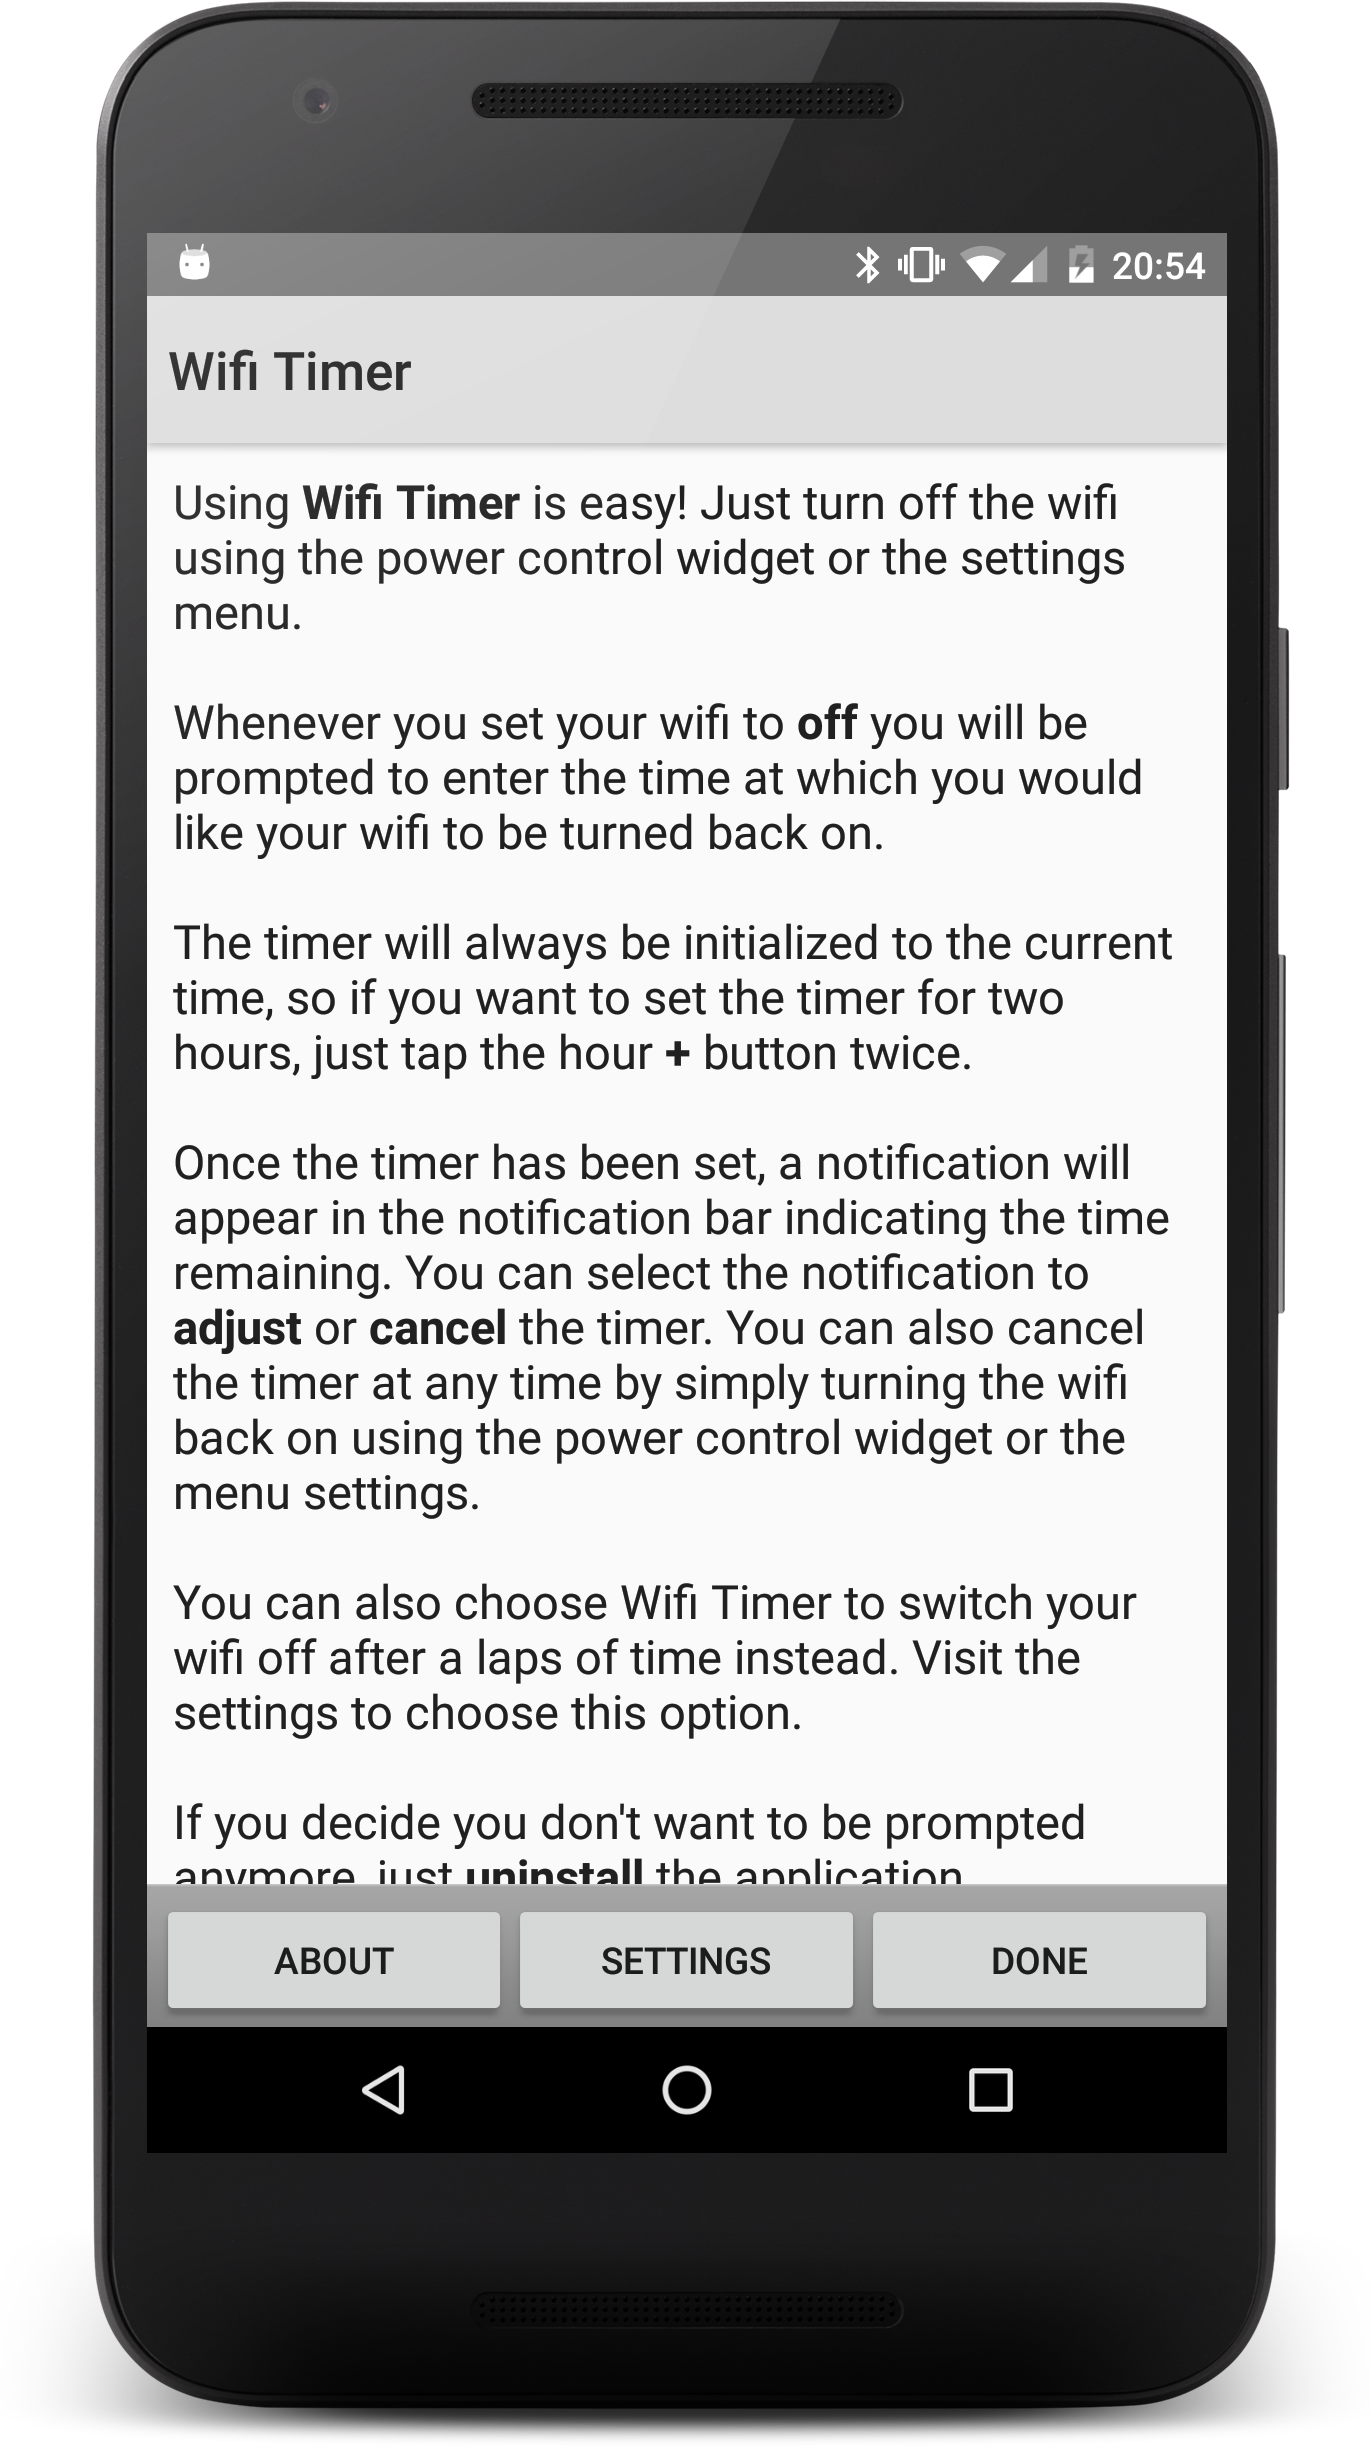 20:54
Wifi Timer
Using Wifi Timer is easy! Just turn off the wifi
using the power control widget or the settings
menu.
Whenever you set your wifi to off you will be
prompted to enter the time at which you would
like your wifi to be turned back on.
The timer will always be initialized to the current
time, so if you want to set the timer for two
hours, just tap the hour + button twice.
Once the timer has been set, a notification will
appear in the notification bar indicating the time
remaining. You can select the notification to
adjust or cancel the timer. You can also cancel
the timer at any time by simply turning the wifi
back on using the power control widget or the
menu settings.
You can also choose Wifi Timer to switch your
wifi off after a laps of time instead. Visit the
settings to choose this option.
If you decide you don't want to be prompted
anymore, just uninstall the application.
ABOUT SETTINGS DONE